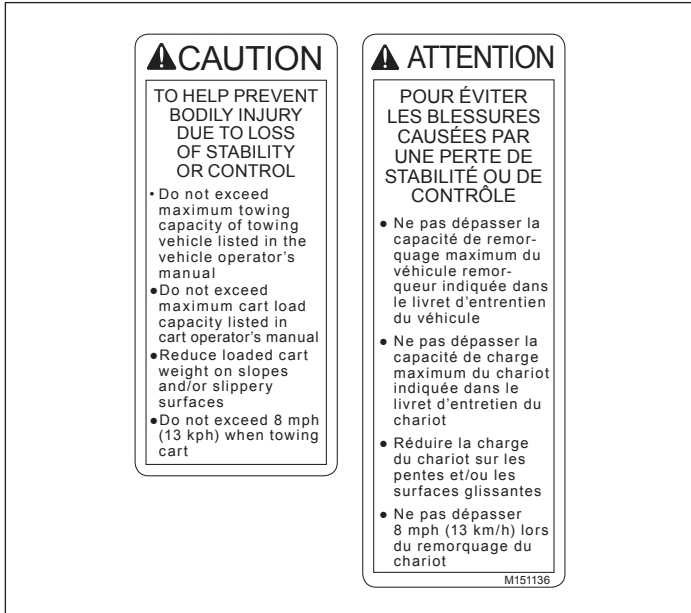 CAUTION
TO HELP PREVENT
BODILY INJURY
DUE TO LOSS
OF STABILITY
OR CONTROL
• Do not exceed
maximum towing
capacity of towing
vehicle listed in the
vehicle operator's
manual
● Do not exceed
maximum cart load
capacity listed in
cart operator's manual
● Reduce loaded cart
weight on slopes
and/or slippery
surfaces
● Do not exceed 8 mph
(13 kph) when towing
cart
ATTENTION
POUR ÉVITER
LES BLESSURES
CAUSÉES PAR
UNE PERTE DE
STABILITÉ OU DE
CONTRÔLE
● Ne pas dépasser la
capacité de remor-
quage maximum du
véhicule remor-
queur indiquée dans
le livret d'entrentien
du véhicule
● Ne pas dépasser la
capacité de charge
maximum du chariot
indiquée dans le
livret d'entretien du
chariot
● Réduire la charge
du chariot sur les
pentes et/ou les
surfaces glissantes
● Ne pas dépasser
8 mph (13 km/h) lors
du remorquage du
chariot
M151136